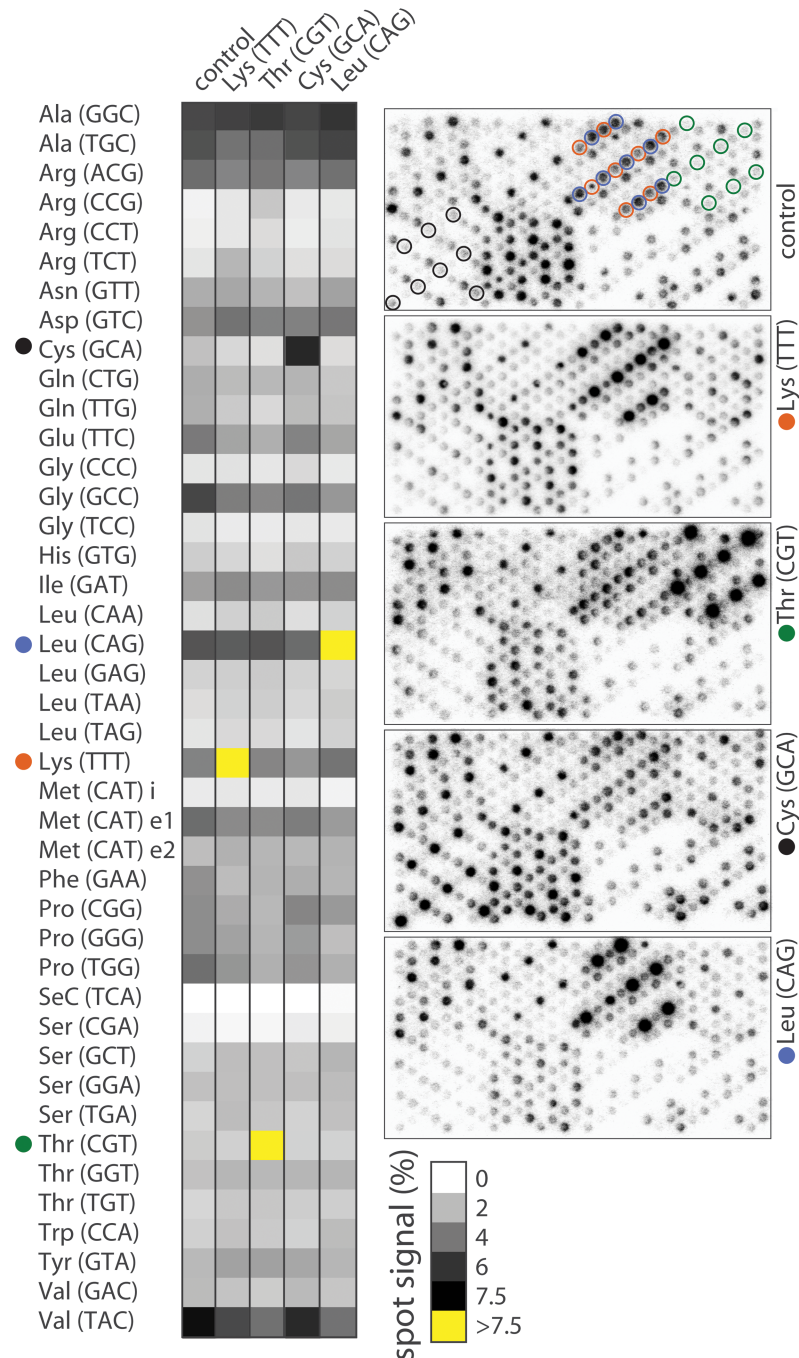 control
Lys (TTT)
Thr (CGT)
Cys (GCA)
Leu (CAG)
Ala (GGC)
Ala (TGC)
Arg (ACG)
Arg (CCG)
Arg (CCT)
Arg (TCT)
Asn (GTT)
Asp (GTC)
Cys (GCA)
Gln (CTG)
Gln (TTG)
Glu (TTC)
Gly (CCC)
Gly (GCC)
Gly (TCC)
His (GTG)
Ile (GAT)
Leu (CAA)
Leu (CAG)
Leu (GAG)
Leu (TAA)
Leu (TAG)
Lys (TTT)
Met (CAT) i
Met (CAT) e1
Met (CAT) e2
Phe (GAA)
Pro (CGG)
Pro (GGG)
Pro (TGG)
SeC (TCA)
Ser (CGA)
Ser (GCT)
Ser (GGA)
Ser (TGA)
Thr (CGT)
Thr (GGT)
Thr (TGT)
Trp (CCA)
Tyr (GTA)
Val (GAC)
Val (TAC)
control
Lys (TTT)
Thr (CGT)
Cys (GCA)
Leu (CAG)
spot signal (%)
0
2
4
6
7.5
>7.5